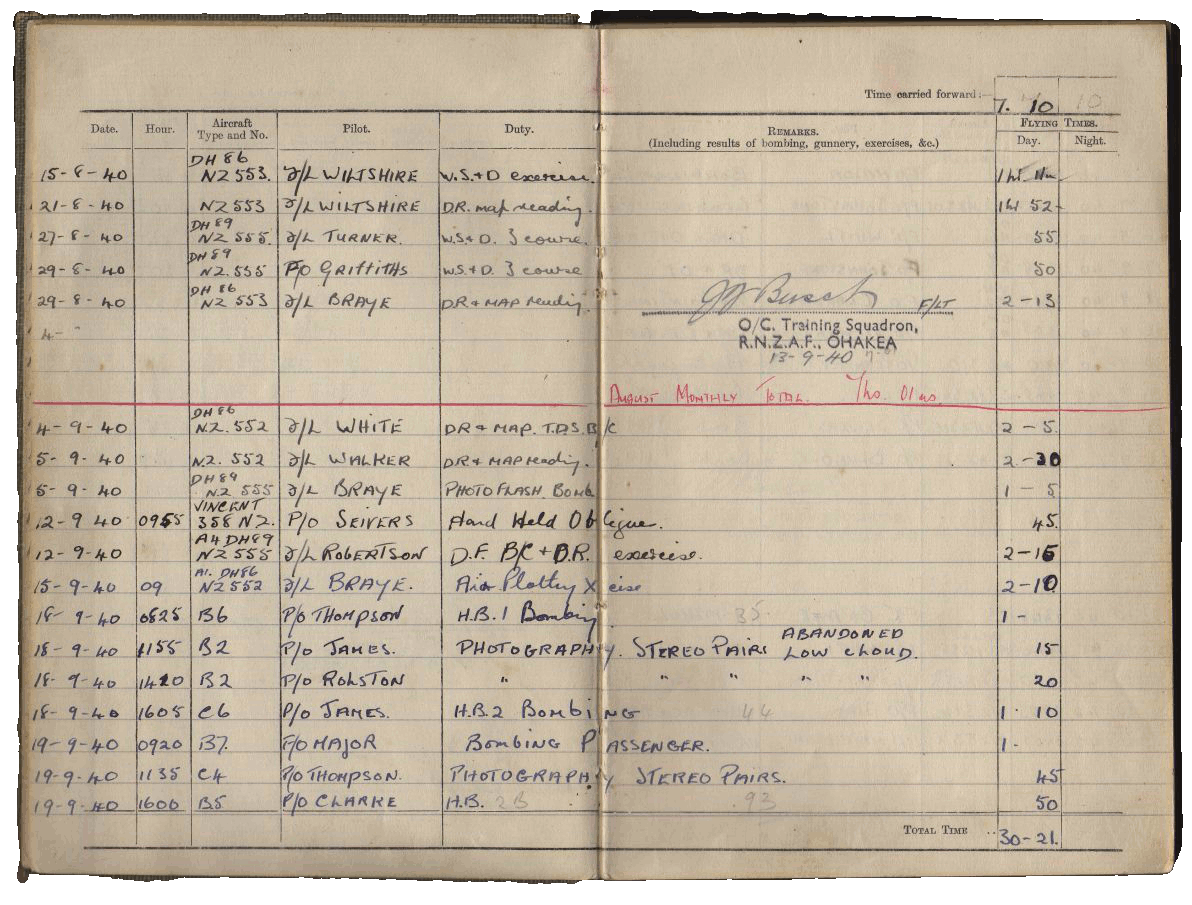 Time carried forward:— 7. 10 10
Date. Hour. Aircraft Type and No. Pilot. Duty. REMARKS. (Including results of bombing, gunnery, exercises, &c.) FLYING TIMES. Day. Night.
DH 86
15-8-40 NZ 553. F/L WILTSHIRE W.S.+D exercise. 1 hr.
21-8-40 NZ 553 F/L WILTSHIRE D.R. map reading. 1 hr 52
DH 89
27-8-40 NZ 555. F/L TURNER. W.S+D. 3 course. 55
DH 89
29-8-40 NZ.555 F/O GRIFFITHS W.S+D. 3 course 50
DH 86
29-8-40 NZ 553 F/L BRAYE DR + MAP reading 2-13
J Busch F/LT
4-
O/C. Training Squadron,
R.N.Z.A.F., OHAKEA
13-9-40
AUGUST MONTHLY TOTAL. 7 hrs. 01 ms.
DH 86
4-9-40 NZ. 552 F/L WHITE DR + MAP. T.D.S. B/C 2-5.
5-9-40 NZ. 552 F/L WALKER DR + MAP reading. 2-20
DH 89
5-9-40 NZ 555 F/L BRAYE PHOTOFLASH BOMB 1-5
VINCENT
12-9 40 0955 358 NZ. P/O SEIVERS Hand Held Oblique. 45.
A4 DH89
12-9-40 NZ 555 F/L ROBERTSON D.F. B/C + D.R. exercise. 2-15
A1. DH86
15-9-40 09 NZ 552 F/L BRAYE. Air Plotting Xcise 2-10
18-9-40 0825 B6 P/O THOMPSON H.B.1 Bombing. 35. 1 -
18-9-40 1155 B2 P/O JAMES. PHOTOGRAPHY. STEREO PAIRS ABANDONED LOW CLOUD. 15
18-9-40 1420 B2 P/O ROLSTON " " " " " 20
18-9-40 1605 C6 P/O JAMES. H.B.2 BOMBING 44 1. 10
19-9-40 0920 B7. F/O MAJOR BOMBING PASSENGER. 1.
19-9-40 1135 C4 P/O THOMPSON. PHOTOGRAPHY STEREO PAIRS. 45
19-9-40 1600 B5 P/O CLARKE H.B. 2B .93 50
TOTAL TIME 30-21.